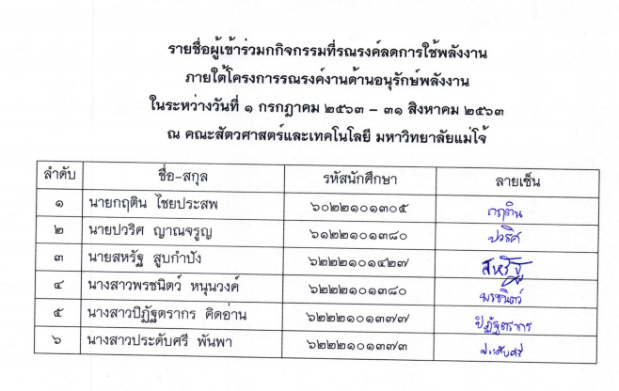 รายชื่อผู้เข้าร่วมกกิจกรรมที่รณรงค์ลดการใช้พลังงาน
ภายใต้โครงการรณรงค์งานด้านอนุรักษ์พลังงาน
ในระหว่างวันที่ ๑ กรกฎาคม ๒๕๖๓ – ๓๑ สิงหาคม ๒๕๖๓
ณ คณะสัตวศาสตร์และเทคโนโลยี มหาวิทยาลัยแม่โจ้
ลำดับ ชื่อ-สกุล รหัสนักศึกษา ลายเซ็น
๑ นายกฤติน ไชยประสพ ๖๐๒๒๑๐๑๓๐๕ กฤติน
๒ นายปวริศ ญาณจรูญ ๖๑๒๒๑๐๑๓๘๐ ปวริศ
๓ นายสหรัฐ สูบกำปัง ๖๒๒๒๑๐๑๔๒๗ สหรัฐ
๔ นางสาวพรชนิตว์ หนุนวงค์ ๖๒๒๒๑๐๑๓๘๐ พรชนิตว์
๕ นางสาวปิฏัฐตรากร คิดอ่าน ๖๒๒๒๑๐๑๓๗๗ ปิฏัฐตรากร
๖ นางสาวประดับศรี พันพา ๖๒๒๒๑๐๑๓๗๓ ประดับศรี